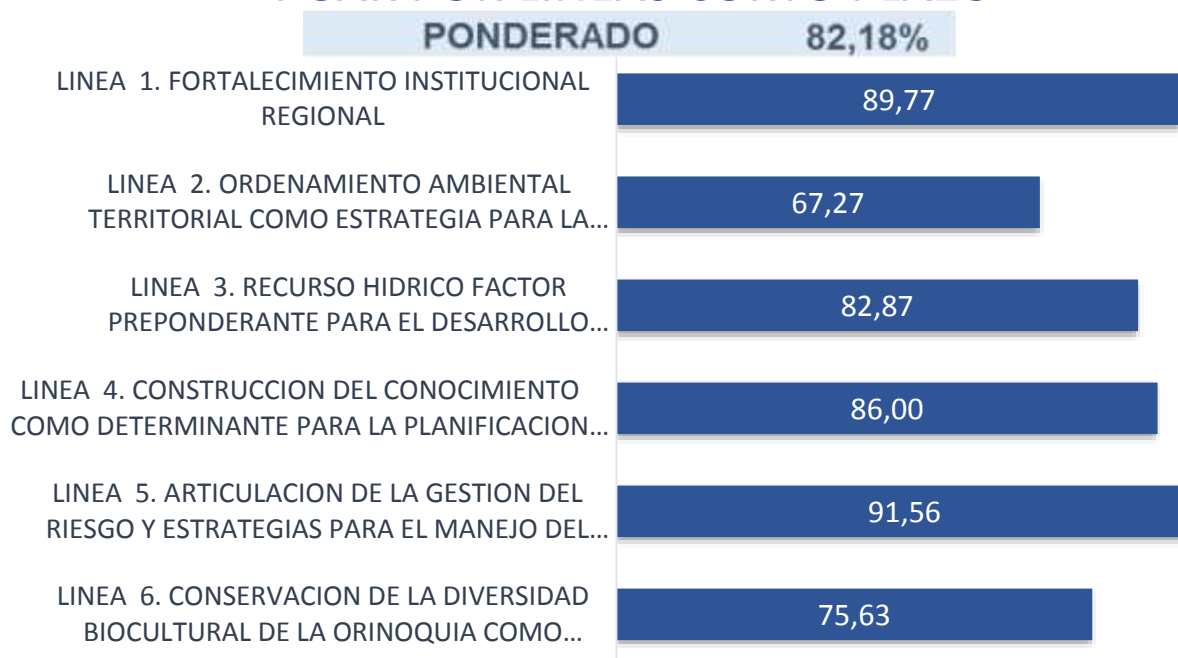 PONDERADO 82,18%
LINEA 1. FORTALECIMIENTO INSTITUCIONAL
REGIONAL
89,77
LINEA 2. ORDENAMIENTO AMBIENTAL
TERRITORIAL COMO ESTRATEGIA PARA LA...
67,27
LINEA 3. RECURSO HIDRICO FACTOR
PREPONDERANTE PARA EL DESARROLLO...
82,87
LINEA 4. CONSTRUCCION DEL CONOCIMIENTO
COMO DETERMINANTE PARA LA PLANIFICACION...
86,00
LINEA 5. ARTICULACION DE LA GESTION DEL
RIESGO Y ESTRATEGIAS PARA EL MANEJO DEL...
91,56
LINEA 6. CONSERVACION DE LA DIVERSIDAD
BIOCULTURAL DE LA ORINOQUIA COMO...
75,63